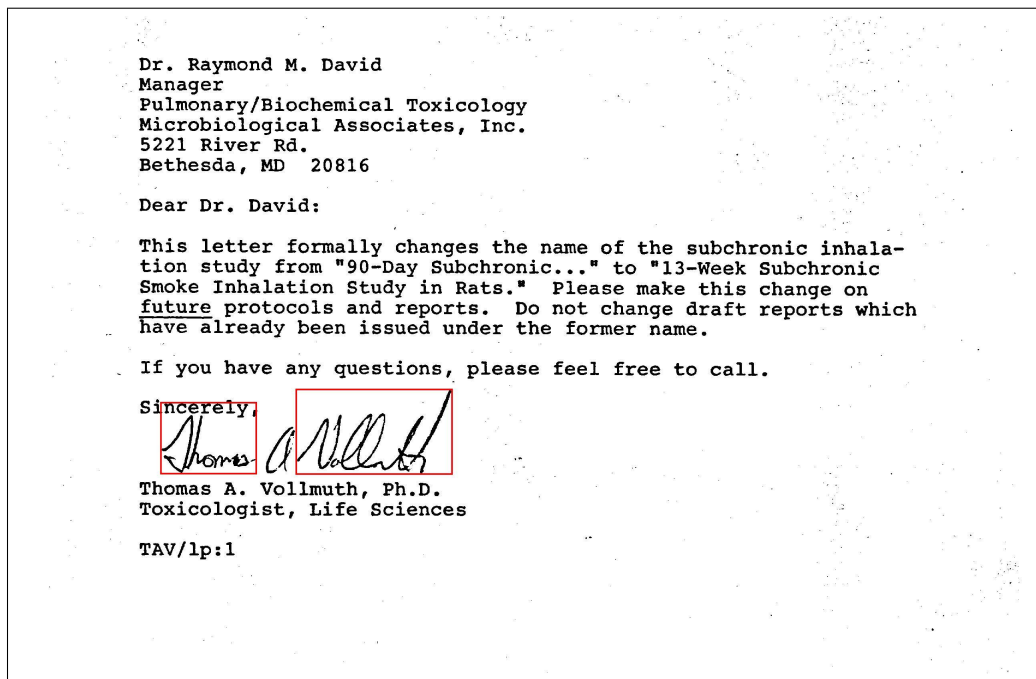 Dr. Raymond M. David
Manager
Pulmonary/Biochemical Toxicology
Microbiological Associates, Inc.
5221 River Rd.
Bethesda, MD 20816
Dear Dr. David:
This letter formally changes the name of the subchronic inhala-
tion study from "90-Day Subchronic..." to "13-Week Subchronic
Smoke Inhalation Study in Rats." Please make this change on
future protocols and reports. Do not change draft reports which
have already been issued under the former name.
If you have any questions, please feel free to call.
Sincerely,
Thomas A Vollmuth
Thomas A. Vollmuth, Ph.D.
Toxicologist, Life Sciences
TAV/lp:1